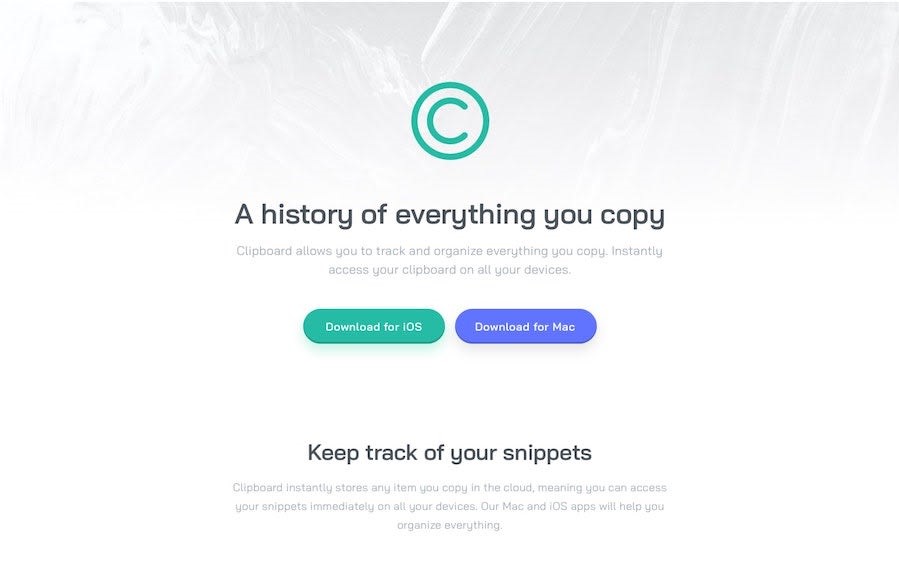 A history of everything you copy
Clipboard allows you to track and organize everything you copy. Instantly
access your clipboard on all your devices.
Download for iOS
Download for Mac
Keep track of your snippets
Clipboard instantly stores any item you copy in the cloud, meaning you can access
your snippets immediately on all your devices. Our Mac and iOS apps will help you
organize everything.